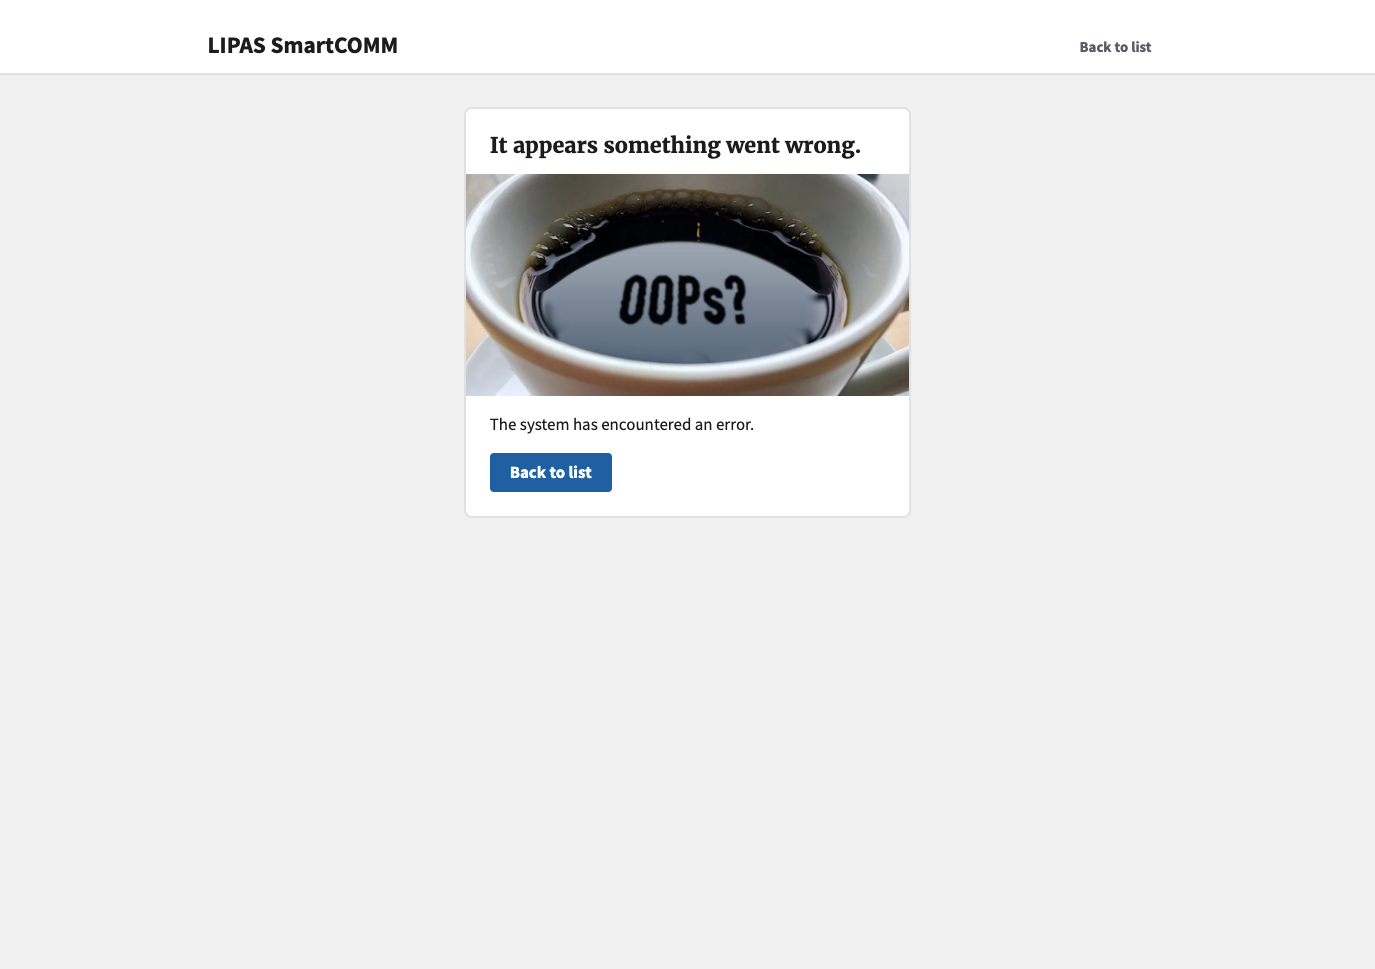 LIPAS SmartCOMM
Back to list
It appears something went wrong.
OOPs?
The system has encountered an error.
Back to list